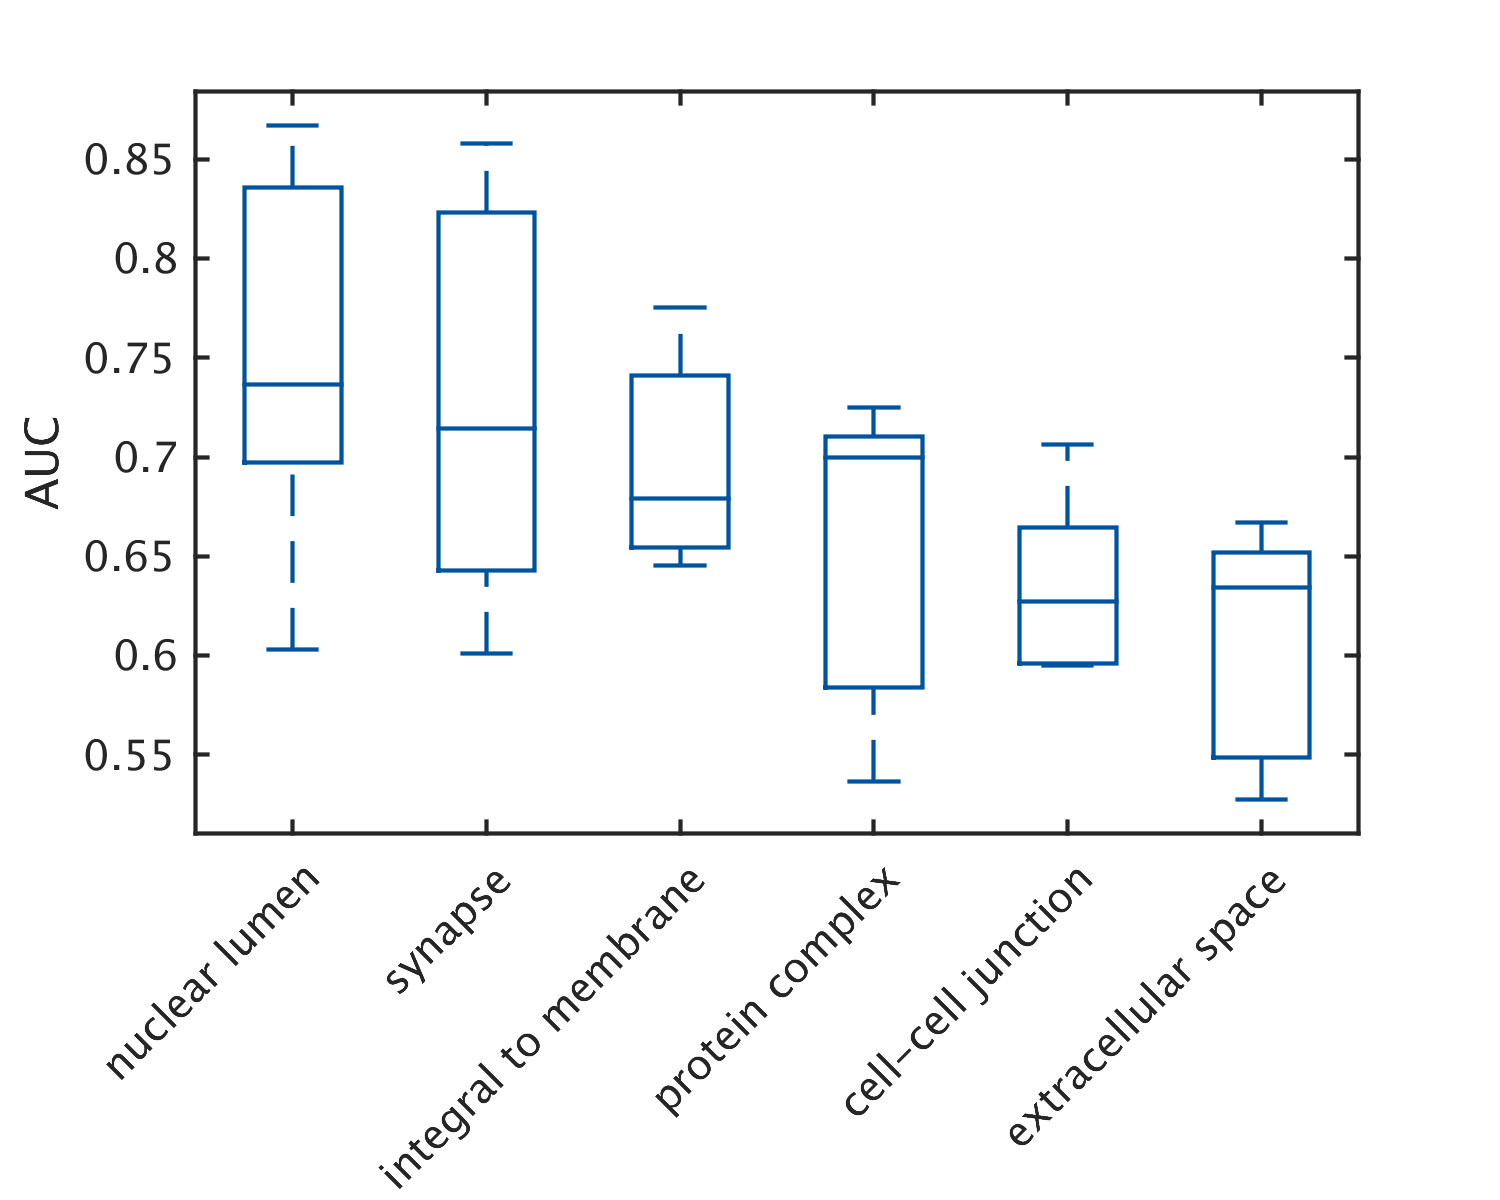 AUC
0.85
0.8
0.75
0.7
0.65
0.6
0.55
nuclear lumen
synapse
integral to membrane
protein complex
cell–cell junction
extracellular space